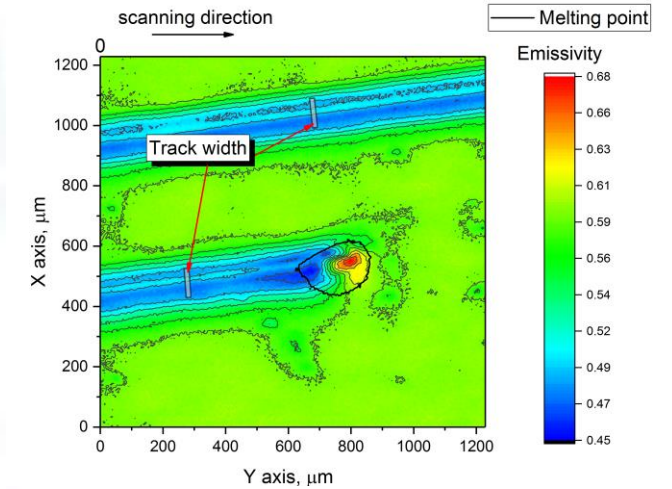 scanning direction
Melting point
0
Emissivity
1200
1000
800
600
400
200
0
X axis, μm
Track width
0 200 400 600 800 1000 1200
Y axis, μm
0.68
0.66
0.63
0.61
0.59
0.56
0.54
0.52
0.50
0.47
0.45